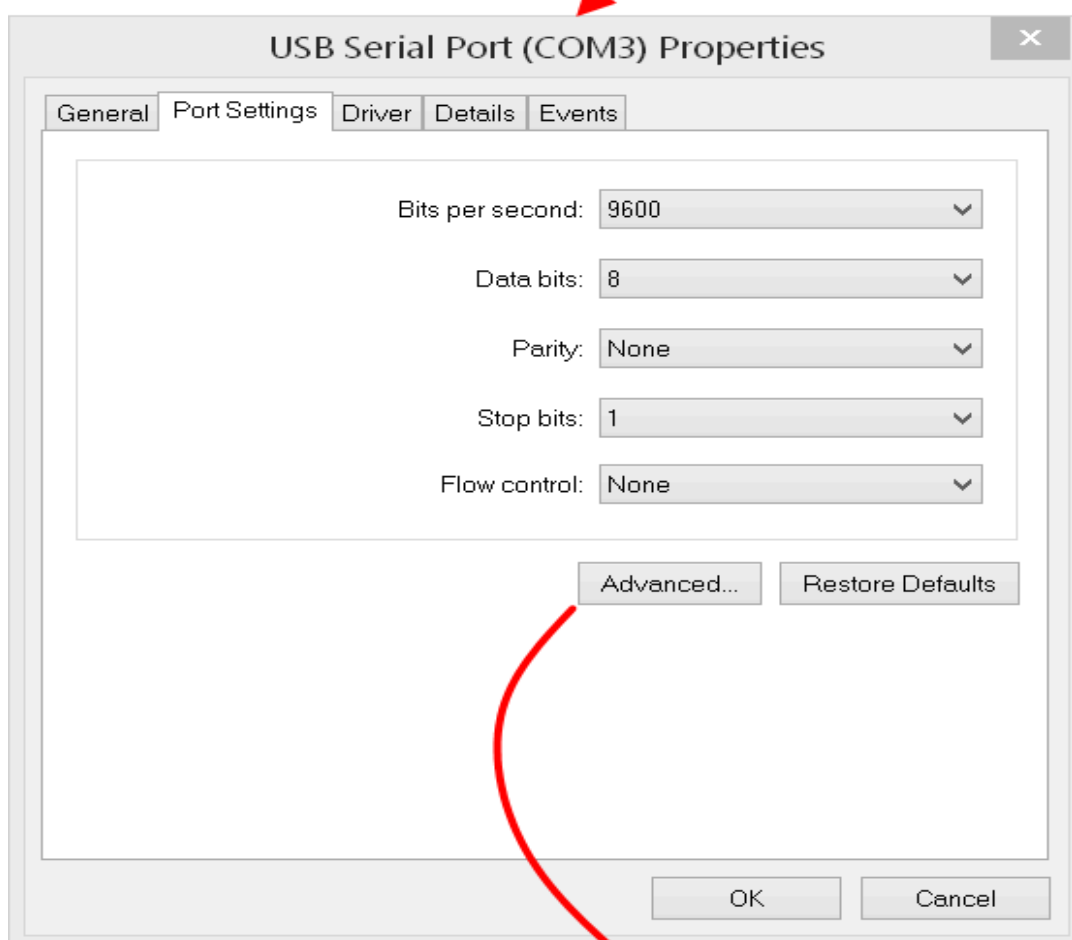 USB Serial Port (COM3) Properties
General Port Settings Driver Details Events
Bits per second: 9600
Data bits: 8
Parity: None
Stop bits: 1
Flow control: None
Advanced... Restore Defaults
OK Cancel